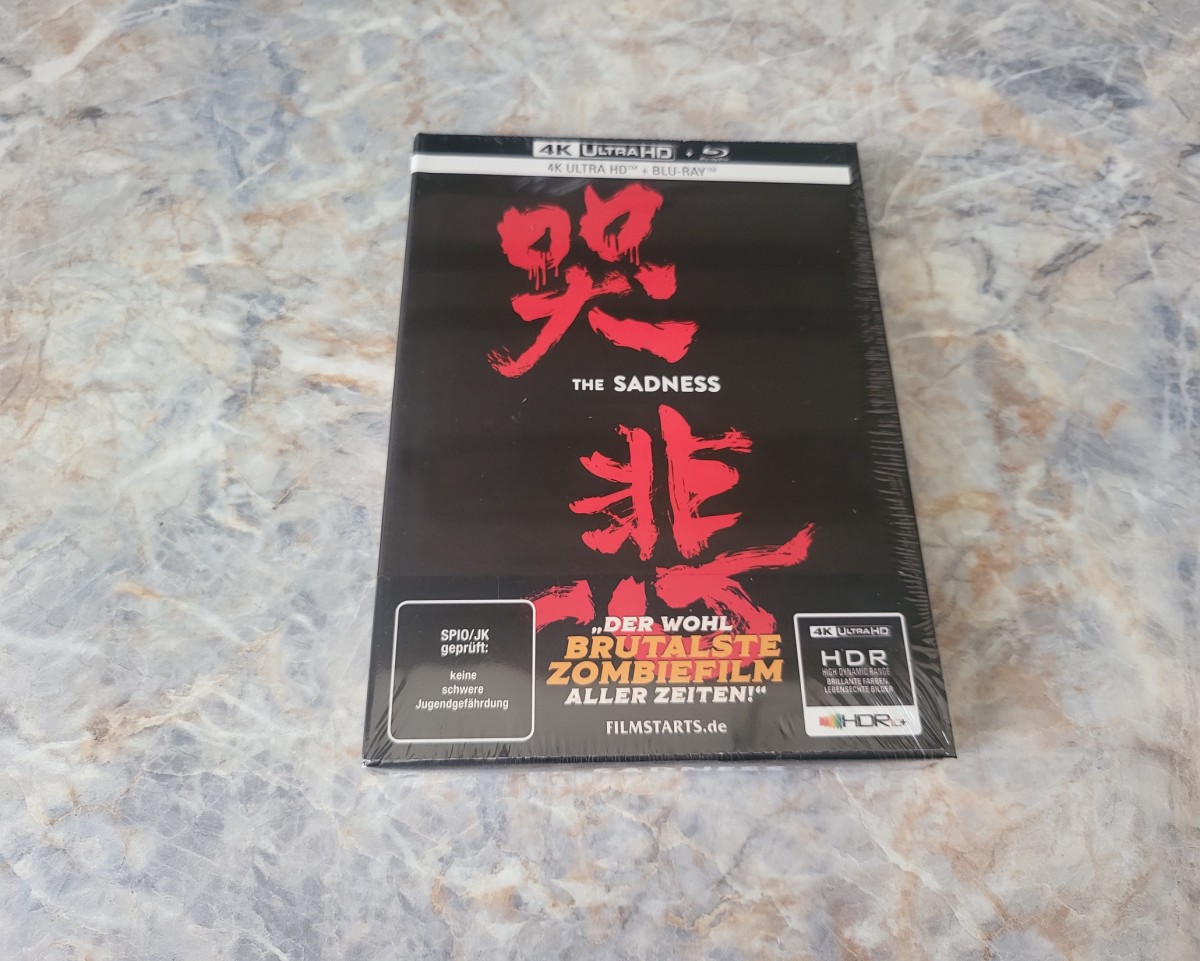 4K ULTRA HD + Blu-ray
4K ULTRA HD™ + BLU-RAY™
哭
THE SADNESS
悲
SPIO/JK
geprüft:
keine
schwere
Jugendgefährdung
„DER WOHL
BRUTALSTE
ZOMBIEFILM
ALLER ZEITEN!“
FILMSTARTS.de
4K ULTRA HD
HDR
HIGH DYNAMIC RANGE
BRILLANTE FARBEN
LEBENSECHTE BILDER
HDR10+